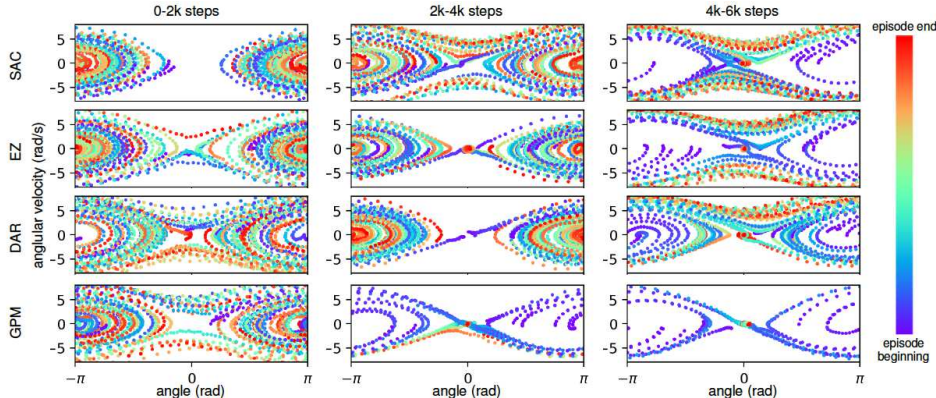 0-2k steps 2k-4k steps 4k-6k steps
episode end
SAC 5 0 −5
EZ 5 0 −5
DAR 5 0 −5
GPM 5 0 −5
anglular velocity (rad/s)
episode
beginning
−π 0 π −π 0 π −π 0 π
angle (rad) angle (rad) angle (rad)